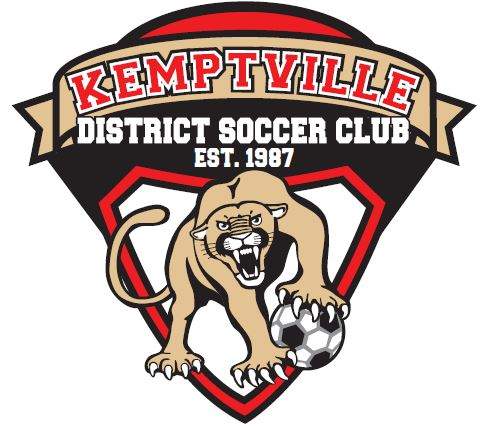 KEMPTVILLE
DISTRICT SOCCER CLUB
EST. 1987